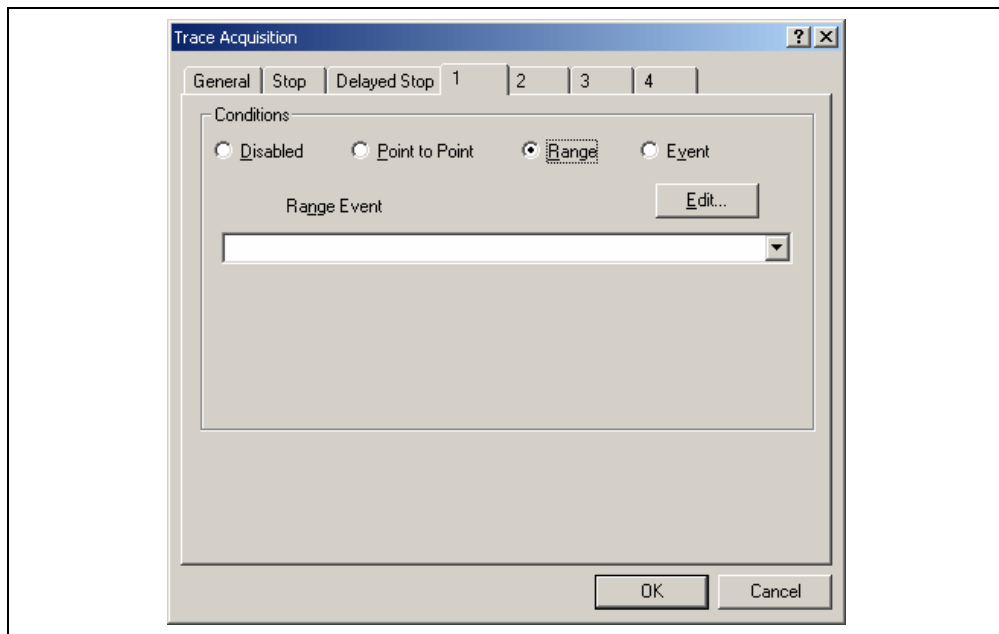 Trace Acquisition
General Stop Delayed Stop 1 2 3 4
Conditions
Disabled Point to Point Range Event
Range Event Edit...
OK Cancel